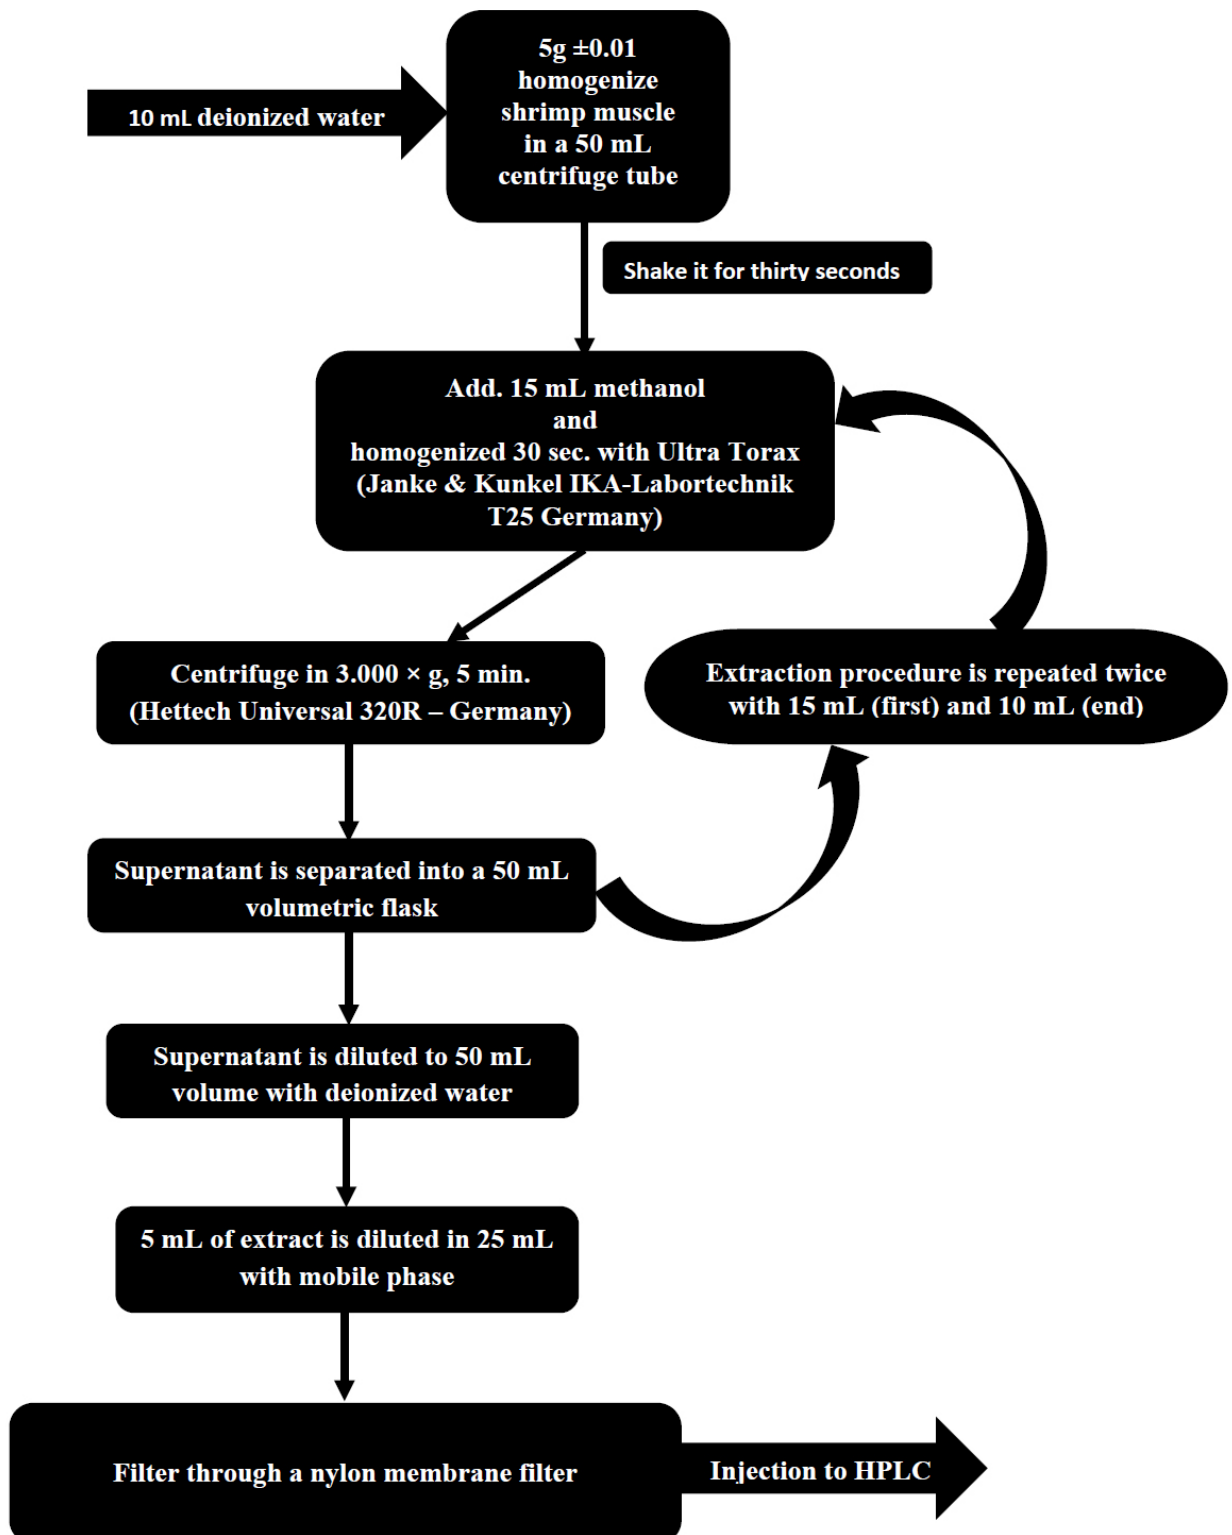 5g ±0.01
homogenize
shrimp muscle
in a 50 mL
centrifuge tube
10 mL deionized water
Shake it for thirty seconds
Add. 15 mL methanol
and
homogenized 30 sec. with Ultra Torax
(Janke & Kunkel IKA-Labortechnik
T25 Germany)
Centrifuge in 3.000 × g, 5 min.
(Hettech Universal 320R – Germany)
Extraction procedure is repeated twice
with 15 mL (first) and 10 mL (end)
Supernatant is separated into a 50 mL
volumetric flask
Supernatant is diluted to 50 mL
volume with deionized water
5 mL of extract is diluted in 25 mL
with mobile phase
Filter through a nylon membrane filter
Injection to HPLC